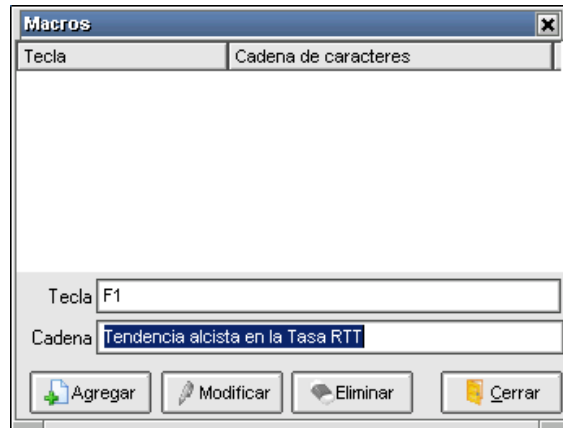 Macros
Tecla Cadena de caracteres
Tecla F1
Cadena Tendencia alcista en la Tasa RTT
Agregar Modificar Eliminar Cerrar